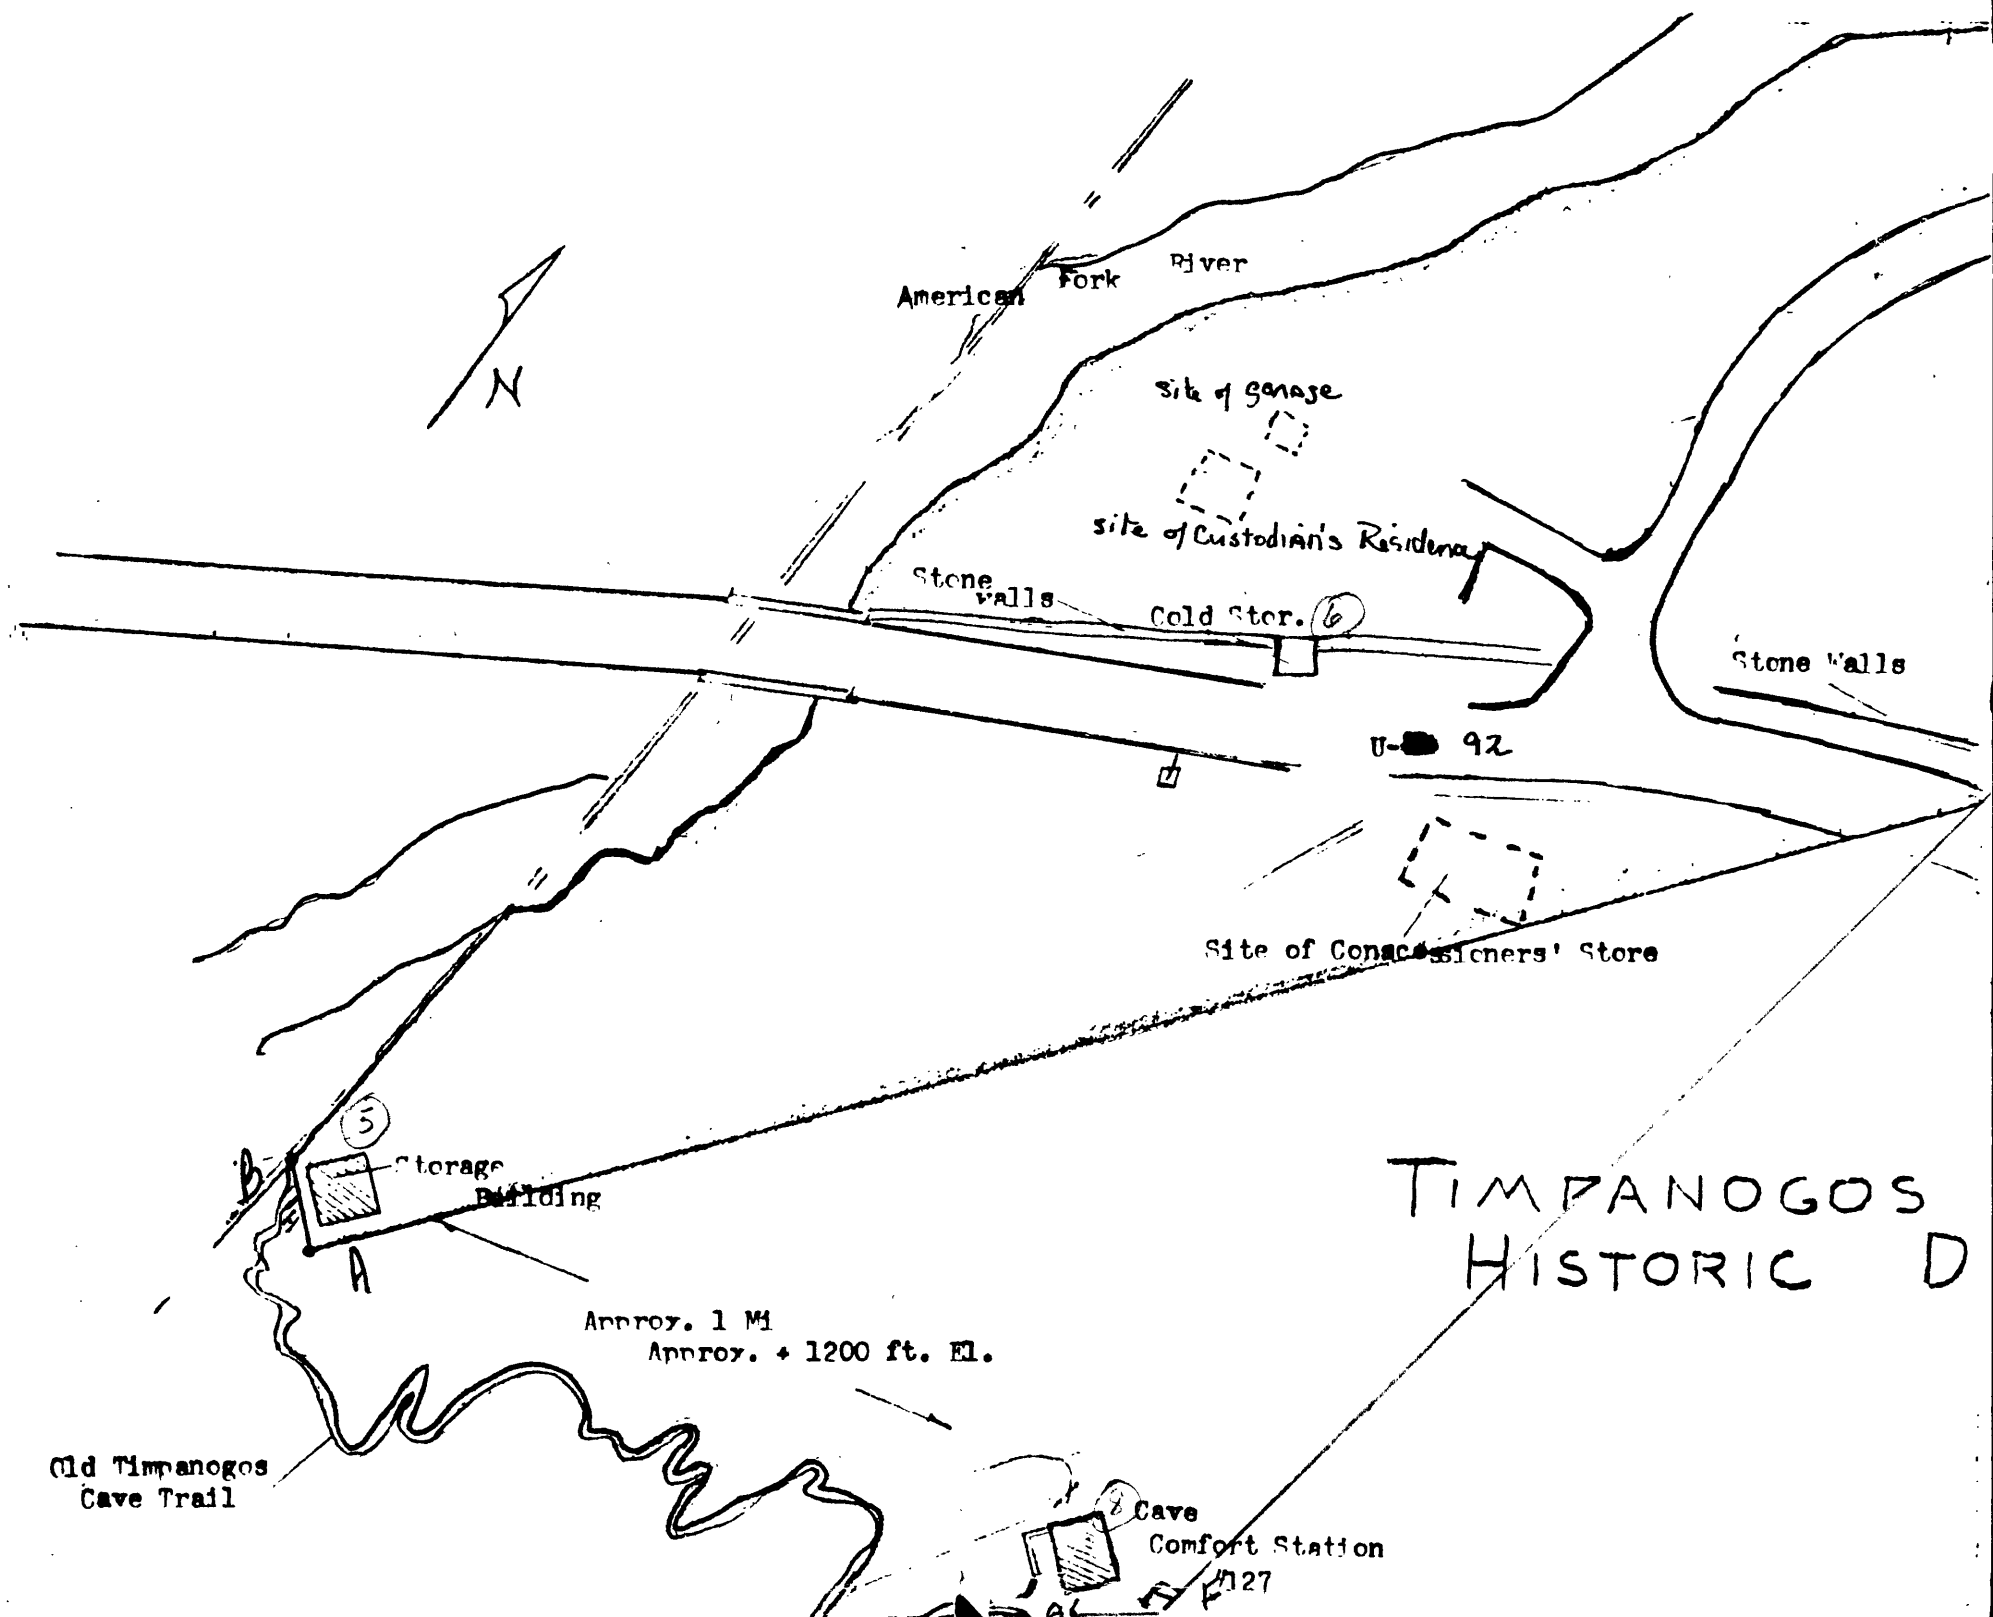 American Fork River
N
Site of garage
site of Custodian's Residence
Stone
Walls
Cold Stor. 6
Stone Walls
U- 92
Site of Concessioners' Store
5
B
Storage
Building
A
TIMPANOGOS
HISTORIC D
Approx. 1 Mi
Approx. + 1200 ft. El.
Old Timpanogos
Cave Trail
8 Cave
Comfort Station
#127